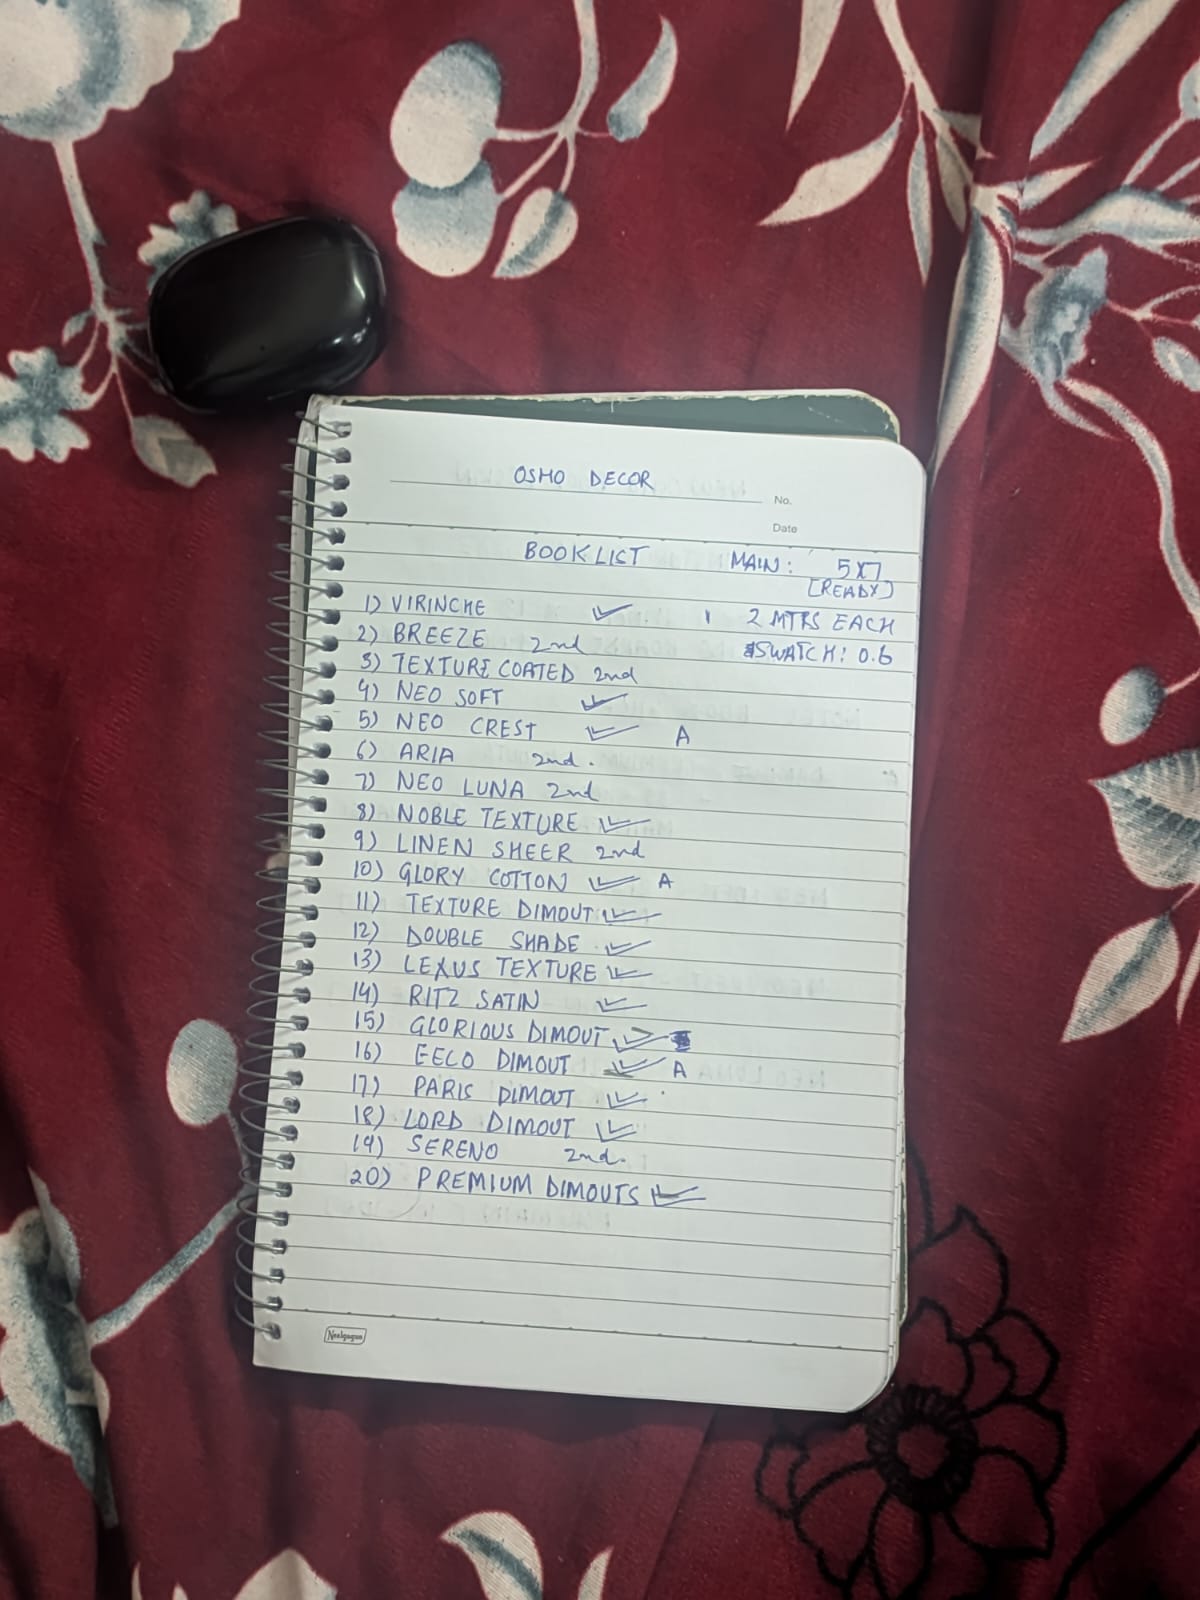 OSMO DECOR
No.
Date
BOOKLIST MAIN: 5X7
[READY]
1) VIRINCHE ✓ 1 2 MTRS EACH
2) BREEZE 2nd SWATCH: 0.6
3) TEXTURE COATED 2nd
4) NEO SOFT ✓
5) NEO CREST ✓ A
6) ARIA 2nd.
7) NEO LUNA 2nd
8) NOBLE TEXTURE ✓
9) LINEN SHEER 2nd
10) GLORY COTTON ✓ A
11) TEXTURE DIMOUT ✓
12) DOUBLE SHADE ✓
13) LEXUS TEXTURE ✓
14) RITZ SATIN ✓
15) GLORIOUS DIMOUT ✓
16) EECO DIMOUT ✓ A
17) PARIS DIMOUT ✓
18) LORD DIMOUT ✓
19) SERENO 2nd.
20) PREMIUM DIMOUTS ✓
Neelgagan